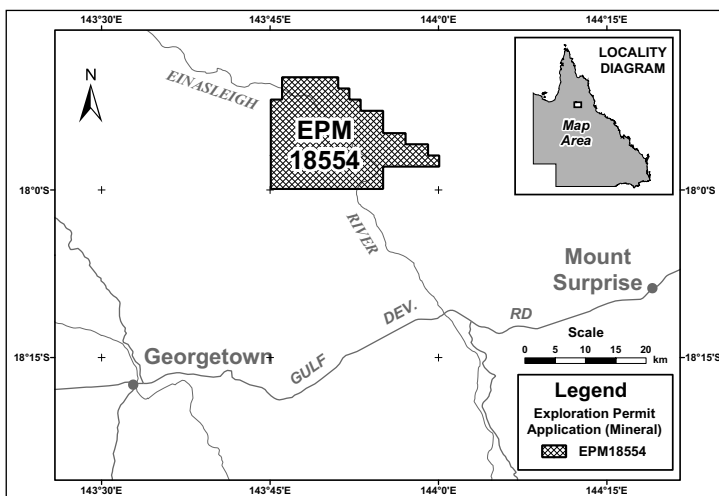 143°30'E 143°45'E 144°0'E 144°15'E
N
EINASLEIGH
EPM
18554
LOCALITY
DIAGRAM
Map
Area
18°0'S 18°0'S
RIVER
Mount
Surprise
GULF DEV. RD
Georgetown
18°15'S 18°15'S
Scale
0 5 10 15 20
km
Legend
Exploration Permit
Application (Mineral)
EPM18554
143°30'E 143°45'E 144°0'E 144°15'E